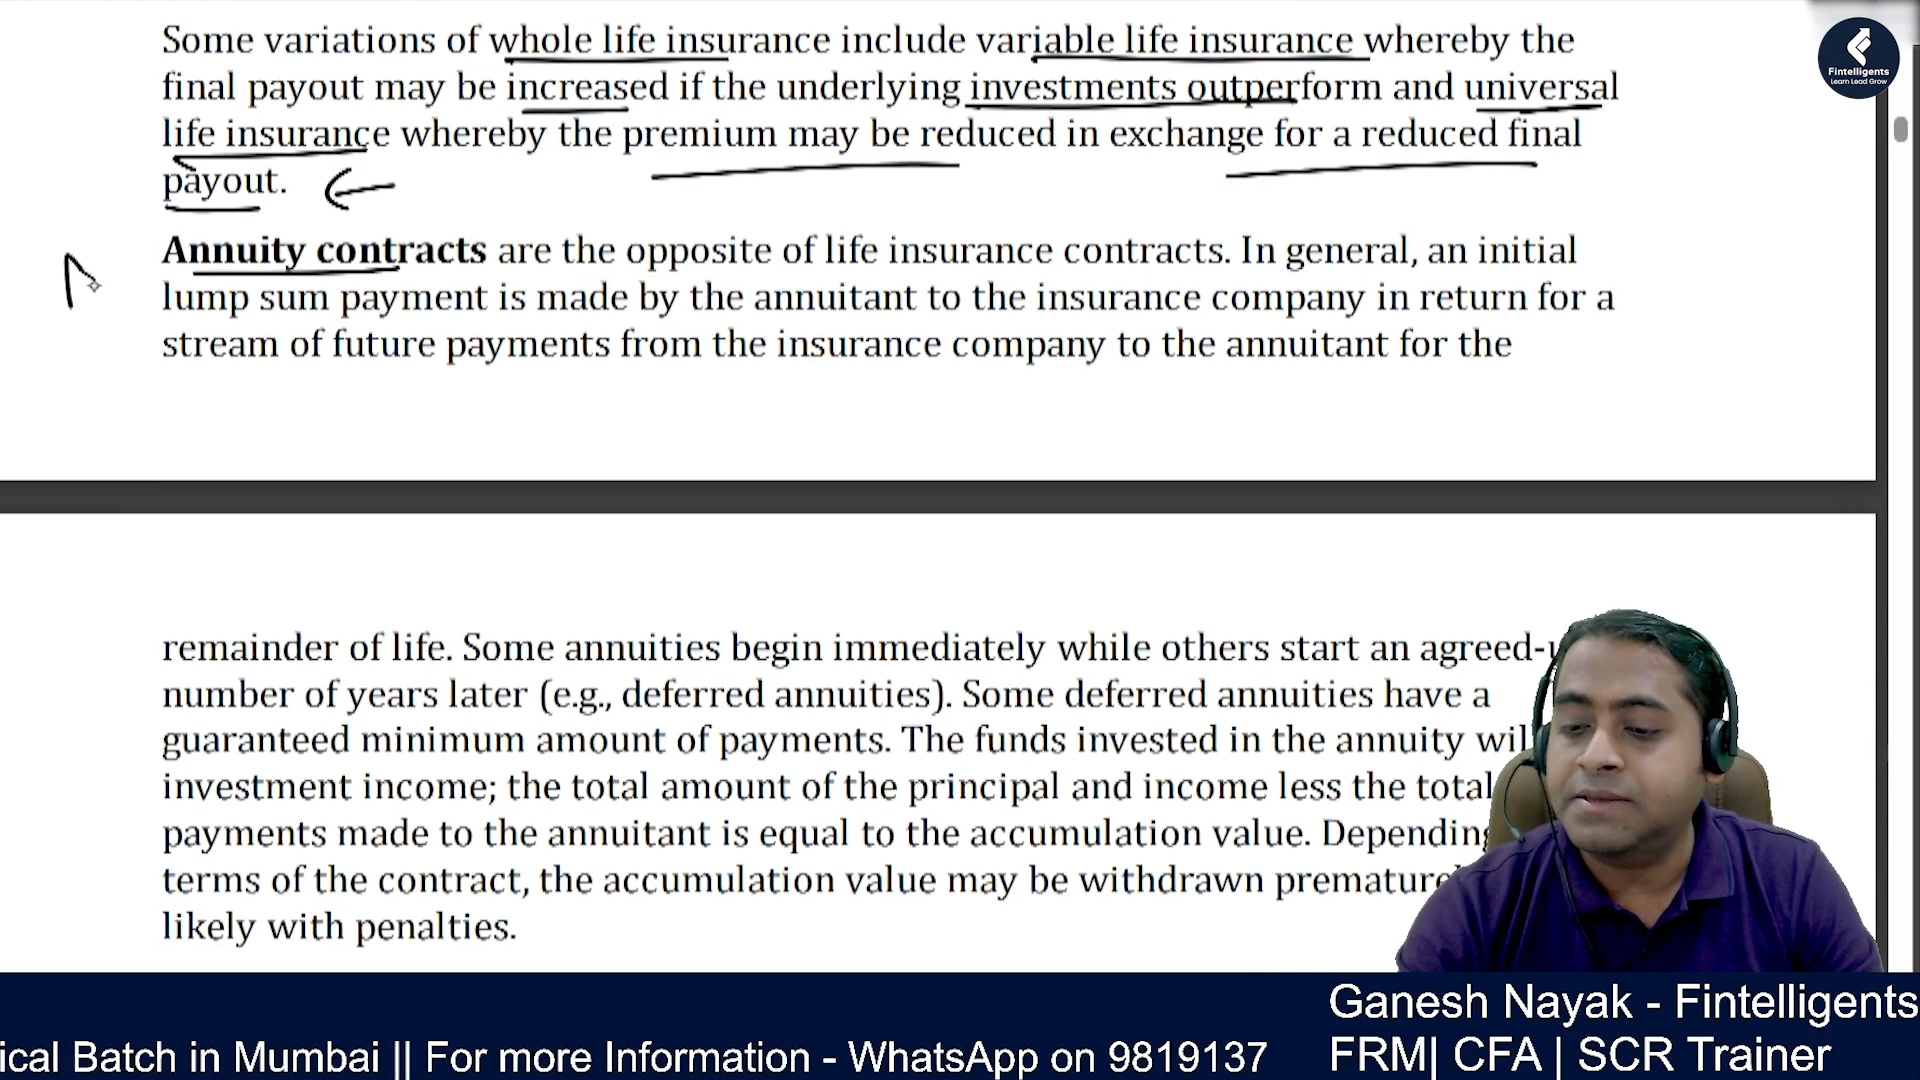 Some variations of whole life insurance include variable life insurance whereby the
final payout may be increased if the underlying investments outperform and universal
life insurance whereby the premium may be reduced in exchange for a reduced final
payout.
Annuity contracts are the opposite of life insurance contracts. In general, an initial
lump sum payment is made by the annuitant to the insurance company in return for a
stream of future payments from the insurance company to the annuitant for the
remainder of life. Some annuities begin immediately while others start an agreed-
number of years later (e.g., deferred annuities). Some deferred annuities have a
guaranteed minimum amount of payments. The funds invested in the annuity wil
investment income; the total amount of the principal and income less the total
payments made to the annuitant is equal to the accumulation value. Depending
terms of the contract, the accumulation value may be withdrawn prematurel
likely with penalties.
Fintelligents
Learn Lead Grow
Ganesh Nayak - Fintelligents
FRM| CFA | SCR Trainer
ical Batch in Mumbai || For more Information - WhatsApp on 9819137